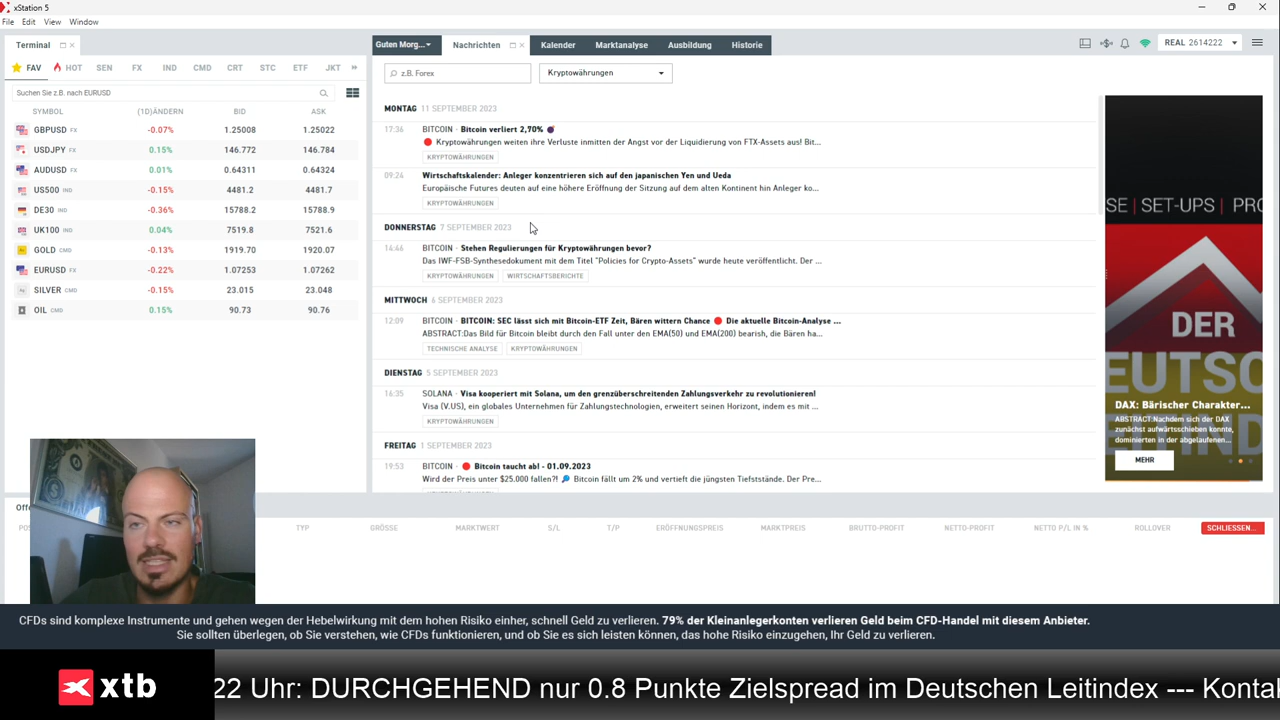 xStation 5
File Edit View Window
Terminal
FAV HOT SEN FX IND CMD CRT STC ETF JKT
Suchen Sie z.B. nach EURUSD
SYMBOL (1D)ÄNDERN BID ASK
GBPUSD FX -0.07% 1.25008 1.25022
USDJPY FX 0.15% 146.772 146.784
AUDUSD FX 0.01% 0.64311 0.64324
US500 IND -0.15% 4481.2 4481.7
DE30 IND -0.36% 15788.2 15788.9
UK100 IND 0.04% 7519.8 7521.6
GOLD CMD -0.13% 1919.70 1920.07
EURUSD FX -0.22% 1.07253 1.07262
SILVER CMD -0.15% 23.015 23.048
OIL CMD 0.15% 90.73 90.76
Guten Morg... Nachrichten Kalender Marktanalyse Ausbildung Historie
REAL 2614222
z.B. Forex Kryptowährungen
MONTAG 11 SEPTEMBER 2023
17:36 BITCOIN · Bitcoin verliert 2,70% 💣
🔴 Kryptowährungen weiten ihre Verluste inmitten der Angst vor der Liquidierung von FTX-Assets aus! Bit...
KRYPTOWÄHRUNGEN
09:24 Wirtschaftskalender: Anleger konzentrieren sich auf den japanischen Yen und Ueda
Europäische Futures deuten auf eine höhere Eröffnung der Sitzung auf dem alten Kontinent hin Anleger ko...
KRYPTOWÄHRUNGEN
DONNERSTAG 7 SEPTEMBER 2023
14:46 BITCOIN · Stehen Regulierungen für Kryptowährungen bevor?
Das IWF-FSB-Synthesedokument mit dem Titel "Policies for Crypto-Assets" wurde heute veröffentlicht. Der ...
KRYPTOWÄHRUNGEN WIRTSCHAFTSBERICHTE
MITTWOCH 6 SEPTEMBER 2023
12:09 BITCOIN · BITCOIN: SEC lässt sich mit Bitcoin-ETF Zeit, Bären wittern Chance 🔴 Die aktuelle Bitcoin-Analyse ...
ABSTRACT:Das Bild für Bitcoin bleibt durch den Fall unter den EMA(50) und EMA(200) bearish, die Bären ha...
TECHNISCHE ANALYSE KRYPTOWÄHRUNGEN
DIENSTAG 5 SEPTEMBER 2023
16:35 SOLANA · Visa kooperiert mit Solana, um den grenzüberschreitenden Zahlungsverkehr zu revolutionieren!
Visa (V.US), ein globales Unternehmen für Zahlungstechnologien, erweitert seinen Horizont, indem es mit ...
KRYPTOWÄHRUNGEN
FREITAG 1 SEPTEMBER 2023
19:53 BITCOIN · 🔴 Bitcoin taucht ab! - 01.09.2023
Wird der Preis unter $25.000 fallen?! 🔎 Bitcoin fällt um 2% und vertieft die jüngsten Tiefststände. Der Pre...
SE | SET-UPS | PRO
DER
EUTSC
EITIND
DAX: Bärischer Charakter...
ABSTRACT:Nachdem sich der DAX
zunächst aufwärtsschieben konnte,
dominierten in der abgelaufenen...
MEHR
TYP GRÖSSE MARKTWERT S/L T/P ERÖFFNUNGSPREIS MARKTPREIS BRUTTO-PROFIT NETTO-PROFIT NETTO P/L IN % ROLLOVER SCHLIESSEN...
CFDs sind komplexe Instrumente und gehen wegen der Hebelwirkung mit dem hohen Risiko einher, schnell Geld zu verlieren. 79% der Kleinanlegerkonten verlieren Geld beim CFD-Handel mit diesem Anbieter.
Sie sollten überlegen, ob Sie verstehen, wie CFDs funktionieren, und ob Sie es sich leisten können, das hohe Risiko einzugehen, Ihr Geld zu verlieren.
xtb 22 Uhr: DURCHGEHEND nur 0.8 Punkte Zielspread im Deutschen Leitindex --- Konta